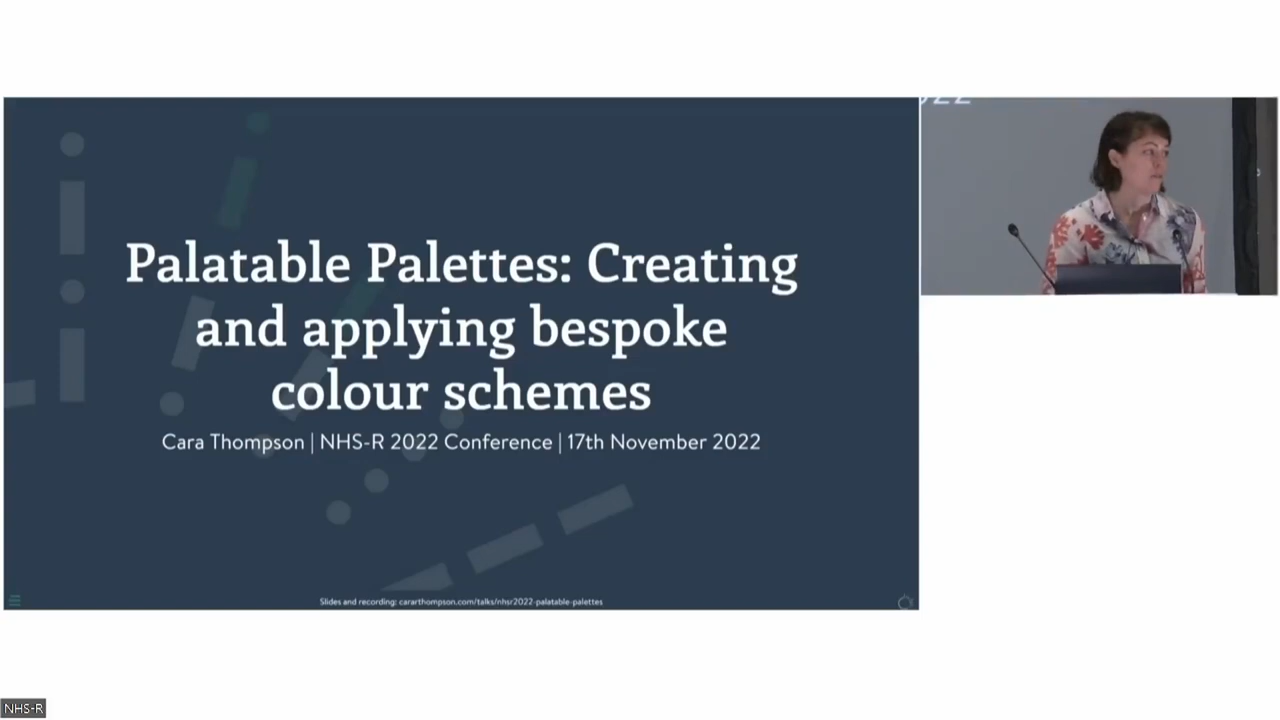 Palatable Palettes: Creating
and applying bespoke
colour schemes
Cara Thompson | NHS-R 2022 Conference | 17th November 2022
Slides and recording: cararthompson.com/talks/nhsr2022-palatable-palettes
022
NHS-R